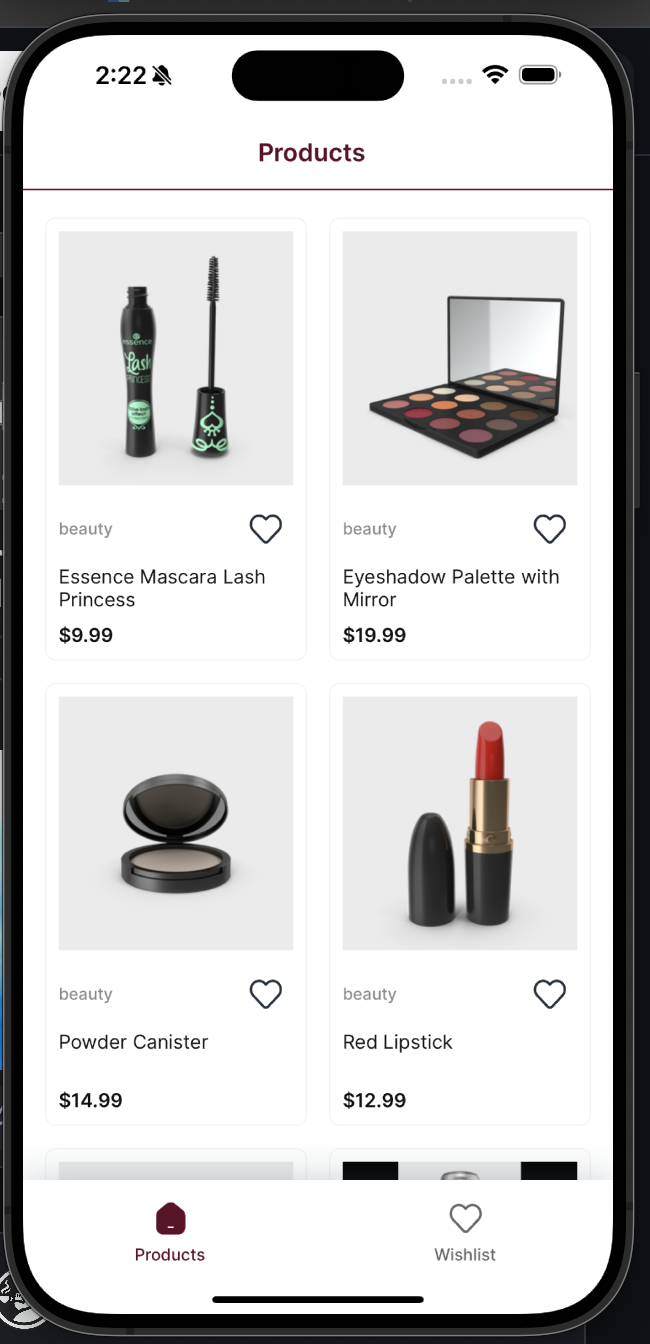 2:22
Products
essence
Lash
PRINCESS
beauty
Essence Mascara Lash
Princess
$9.99
beauty
Eyeshadow Palette with
Mirror
$19.99
beauty
Powder Canister
$14.99
beauty
Red Lipstick
$12.99
Products
Wishlist